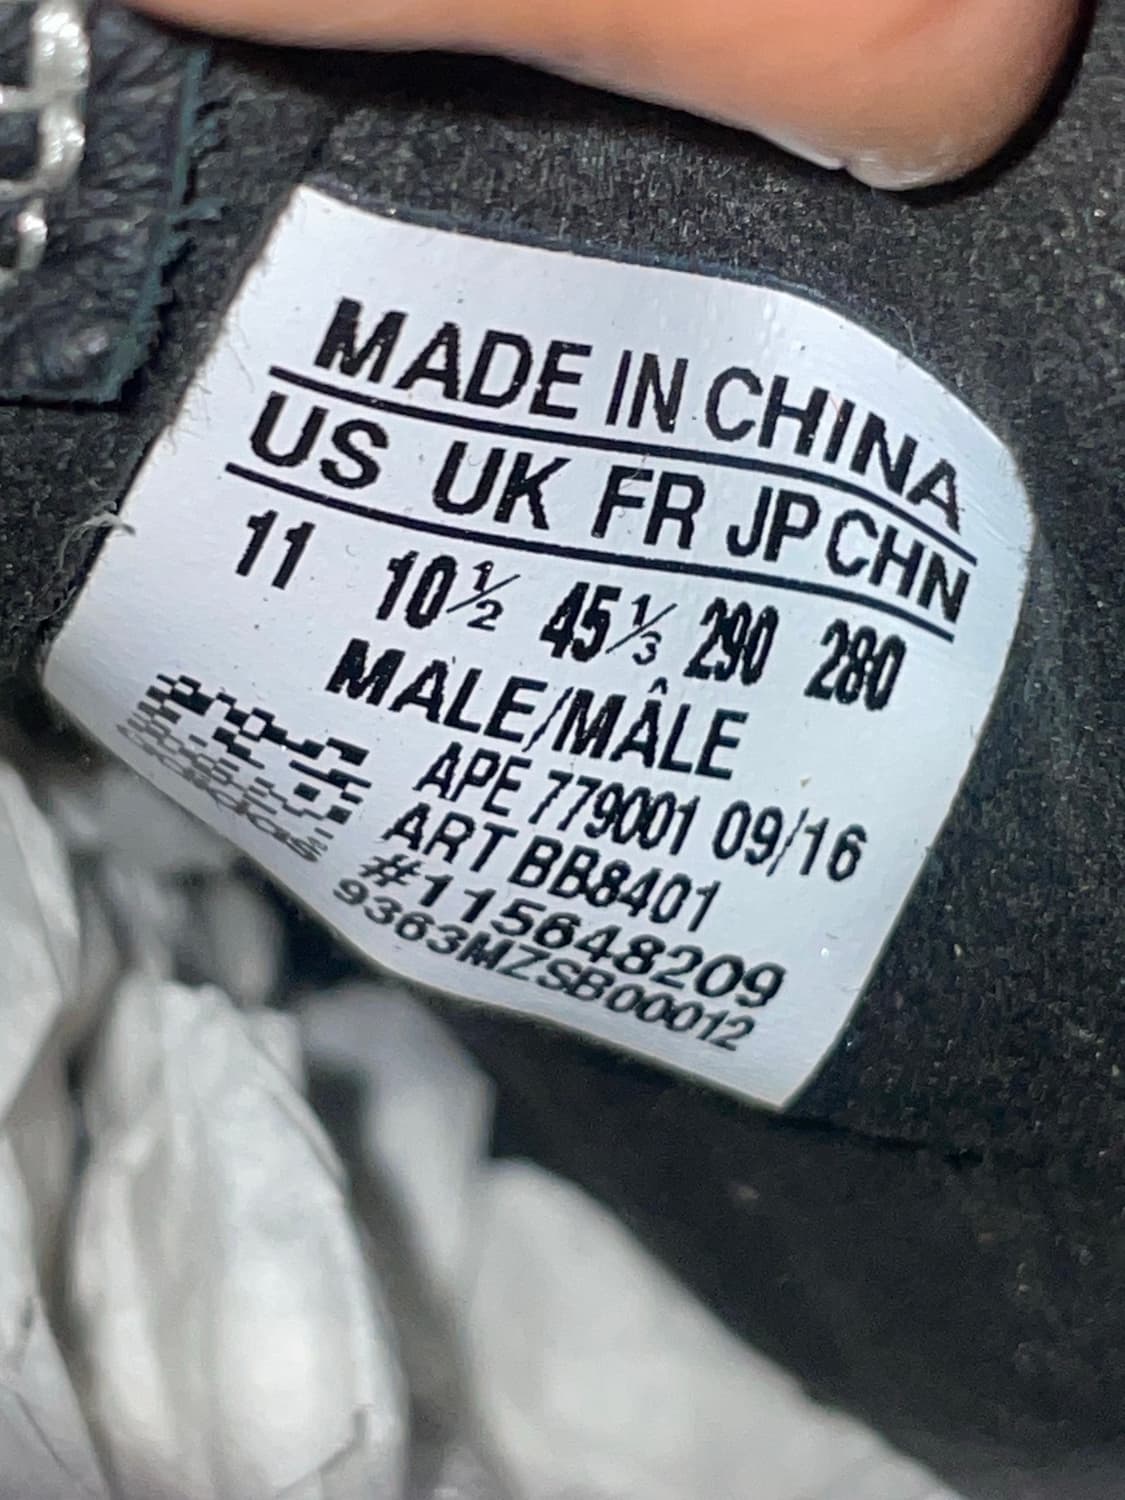 MADE IN CHINA
US UK FR JP CHN
11 10½ 45⅓ 290 280
MALE/MÂLE
APE 779001 09/16
ART BB8401
#115648209
9363MZSB00012
adidas